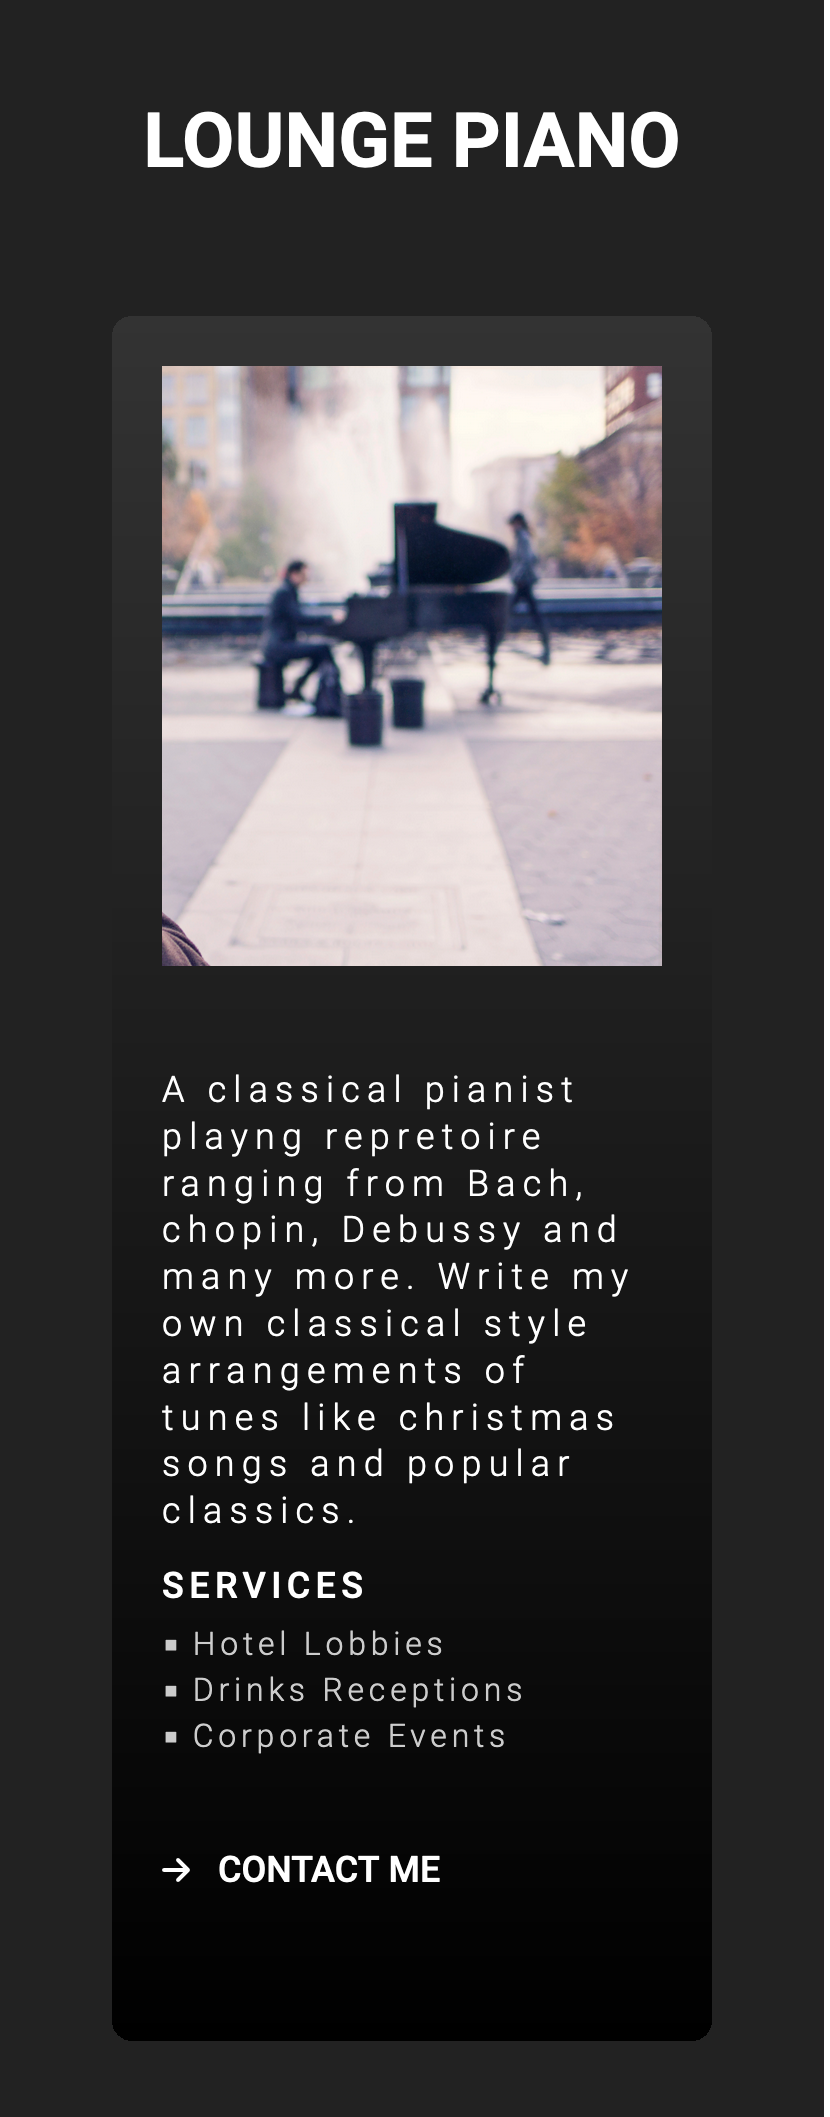 LOUNGE PIANO
A classical pianist
playng repretoire
ranging from Bach,
chopin, Debussy and
many more. Write my
own classical style
arrangements of
tunes like christmas
songs and popular
classics.
SERVICES
▪ Hotel Lobbies
▪ Drinks Receptions
▪ Corporate Events
→ CONTACT ME